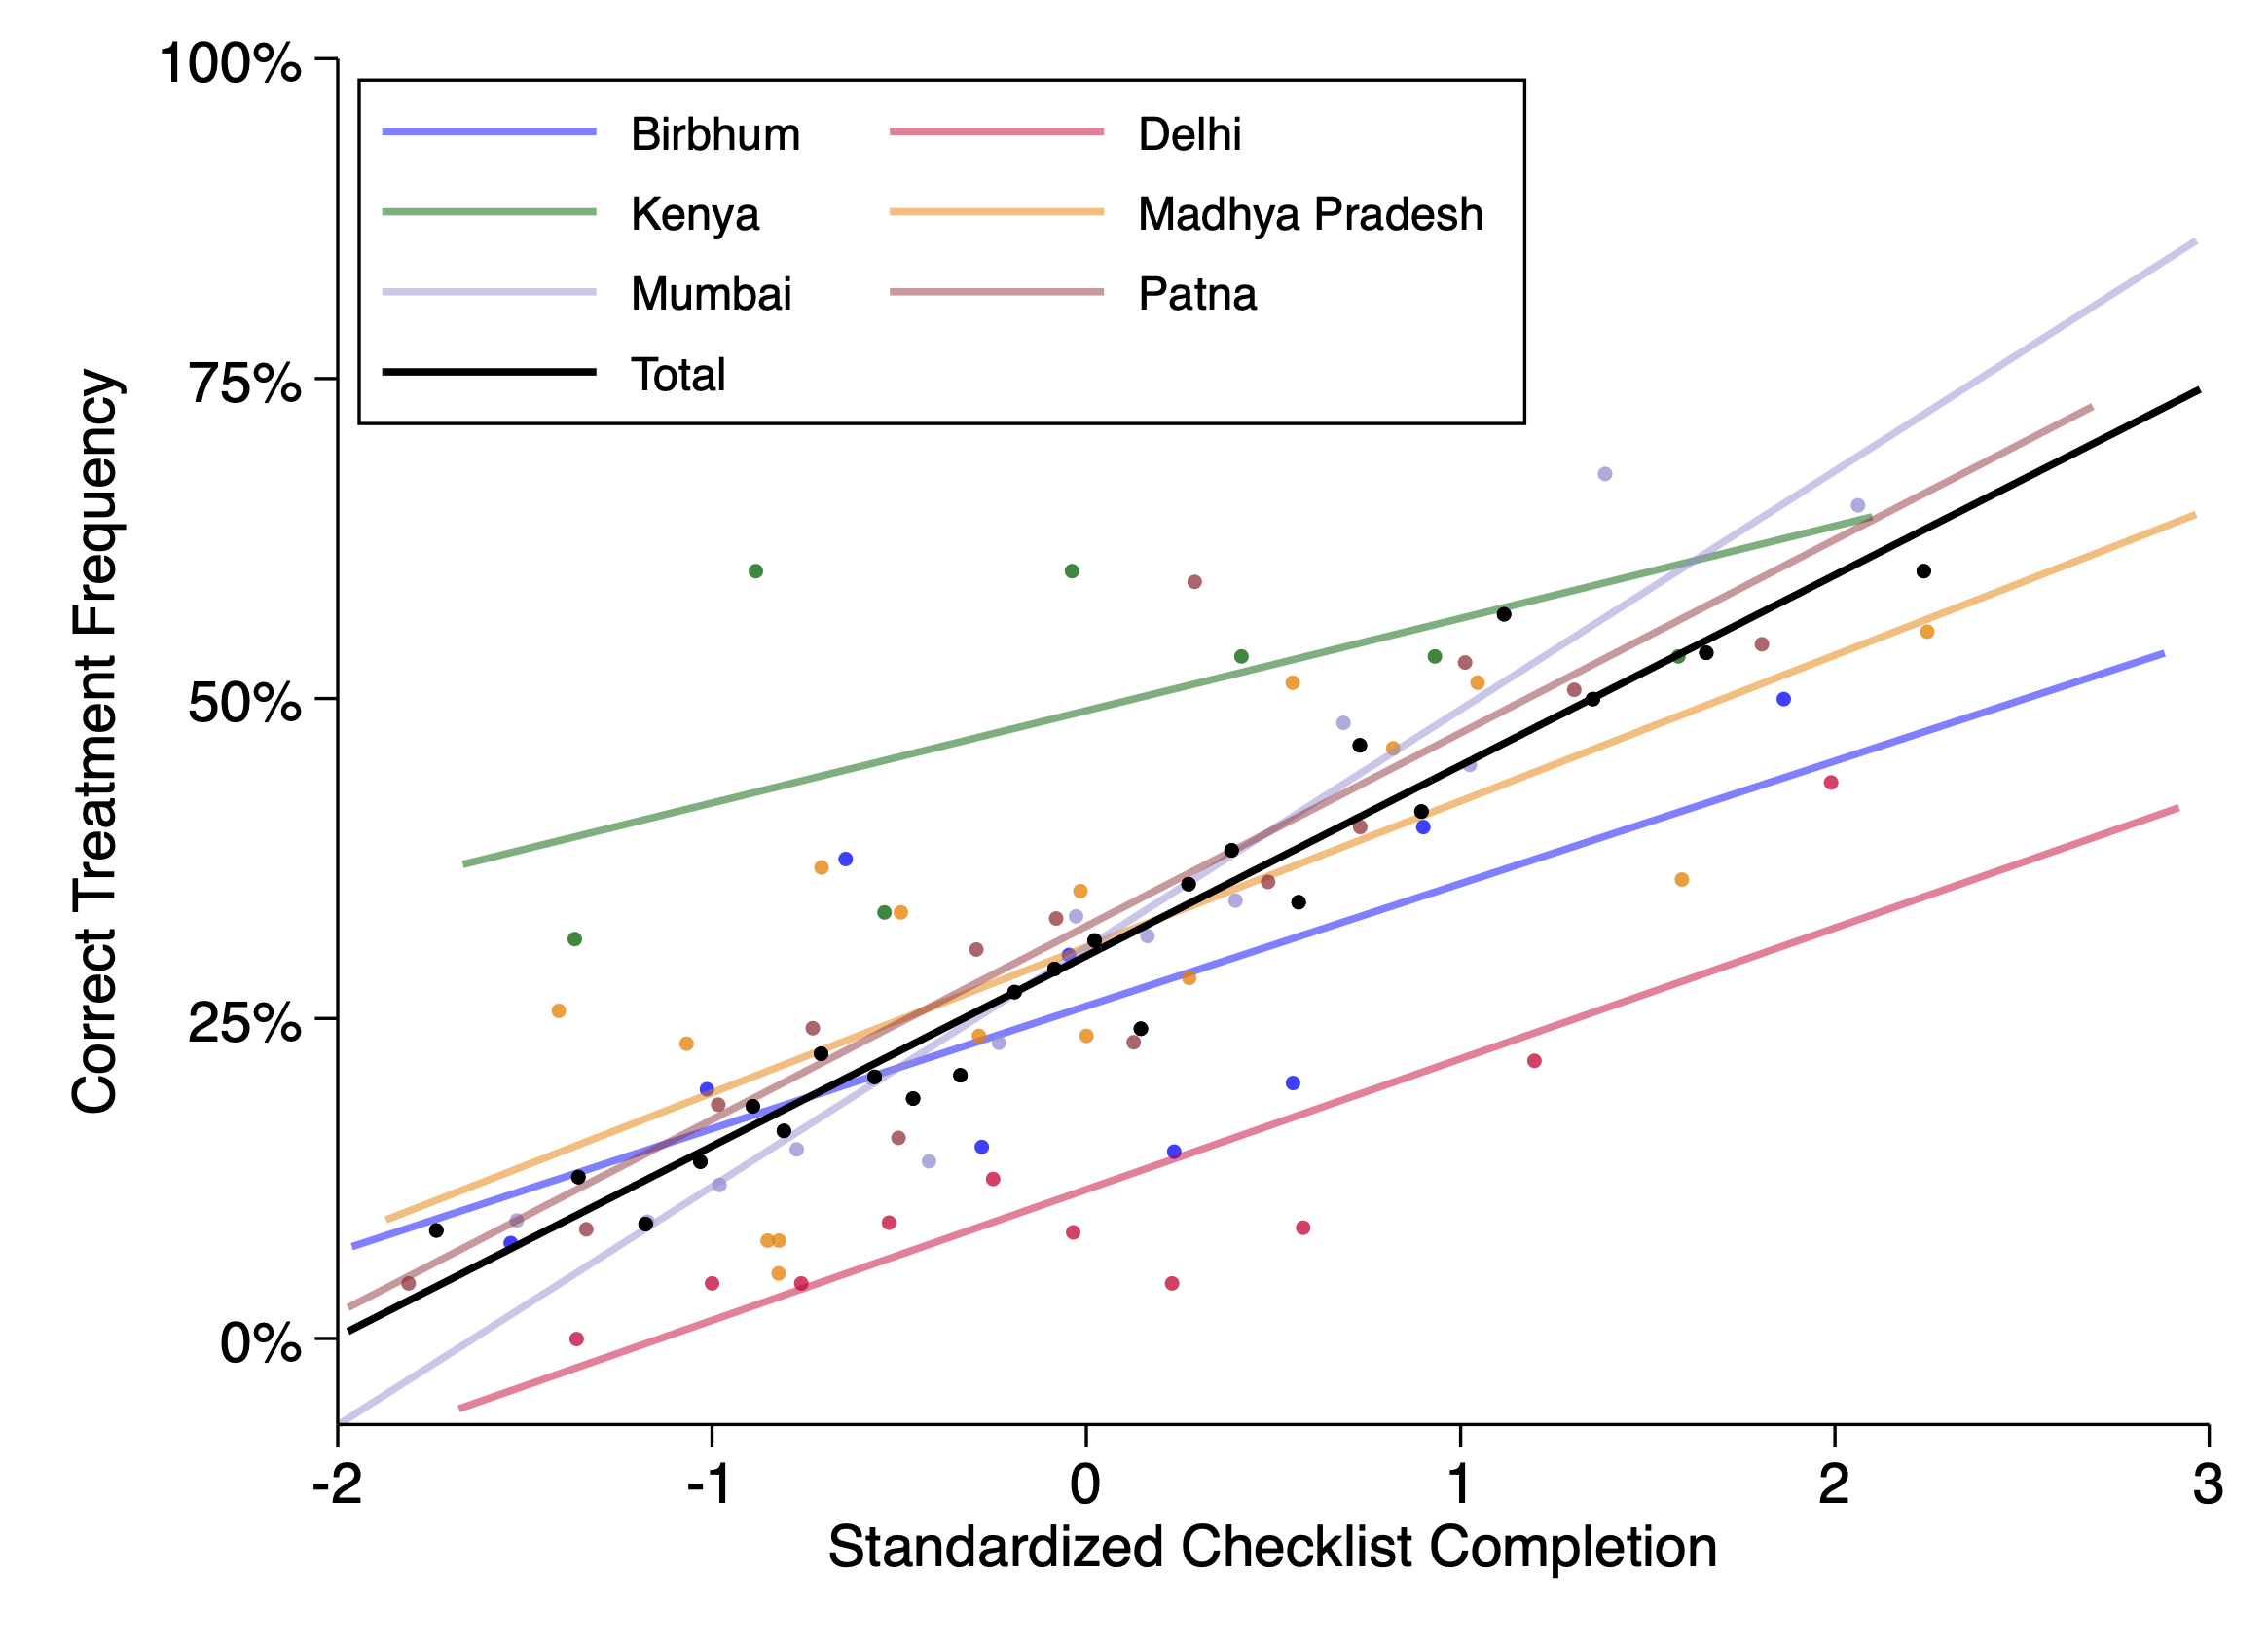 100%
75%
50%
25%
0%
Correct Treatment Frequency
Birbhum Delhi
Kenya Madhya Pradesh
Mumbai Patna
Total
-2 -1 0 1 2 3
Standardized Checklist Completion